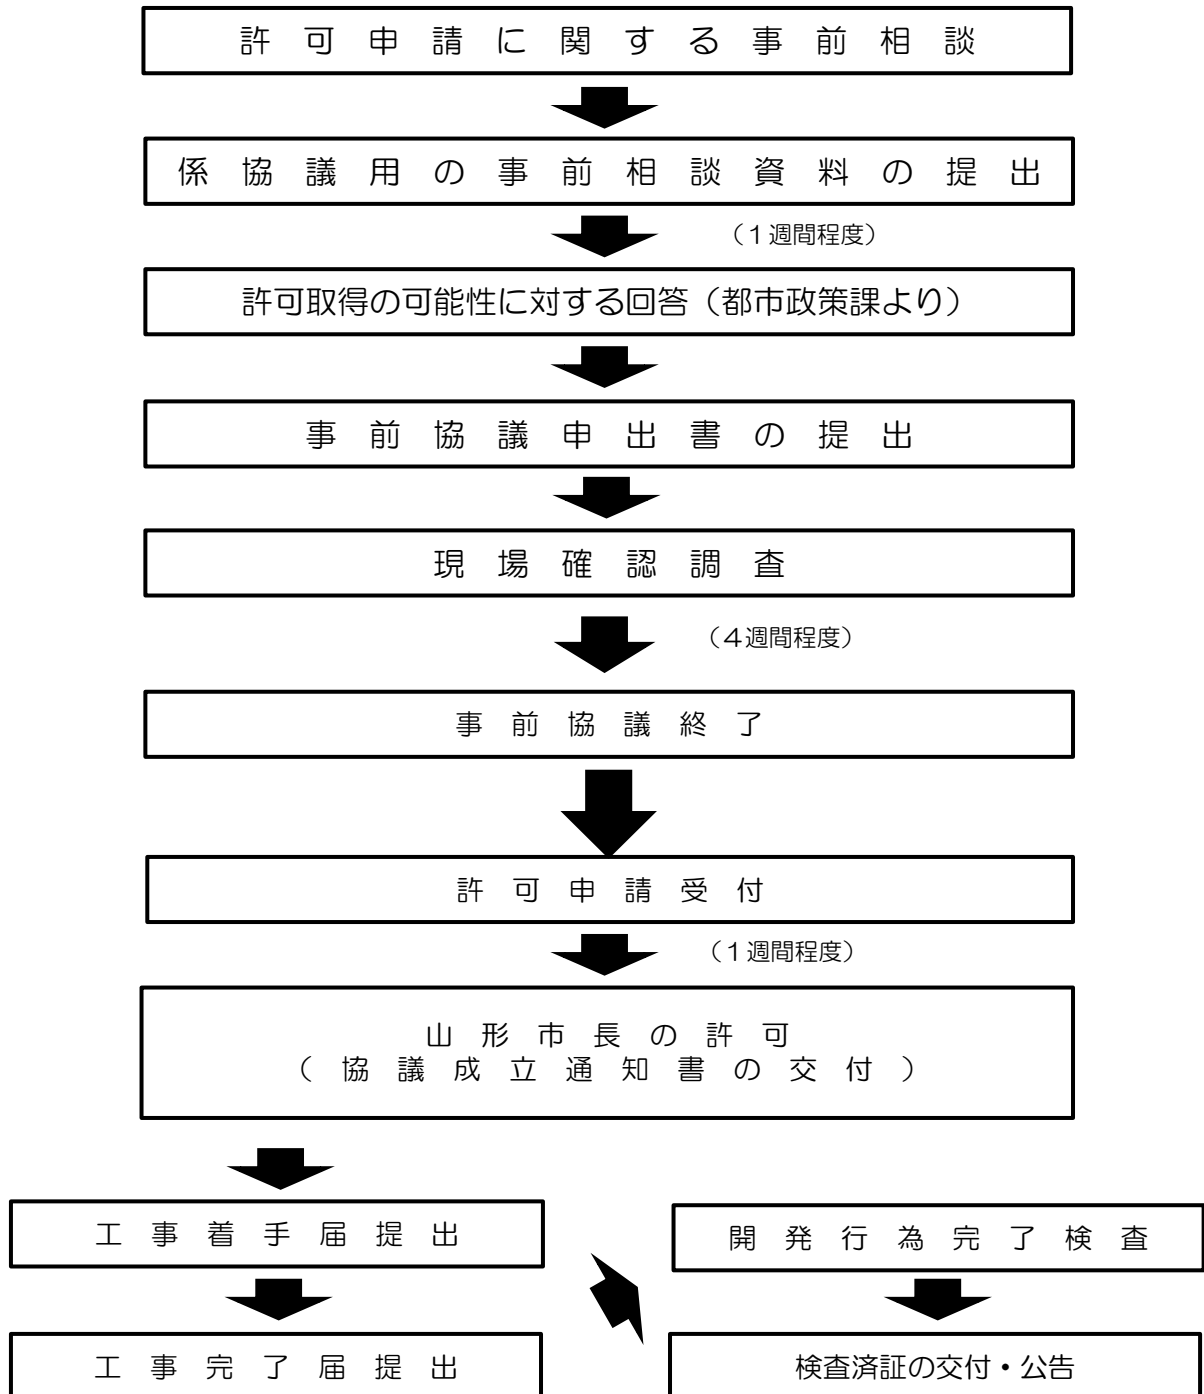 許可申請に関する事前相談
係協議用の事前相談資料の提出
（１週間程度）
許可取得の可能性に対する回答（都市政策課より）
事前協議申出書の提出
現場確認調査
（４週間程度）
事前協議終了
許可申請受付
（１週間程度）
山形市長の許可
（協議成立通知書の交付）
工事着手届提出
開発行為完了検査
工事完了届提出
検査済証の交付・公告